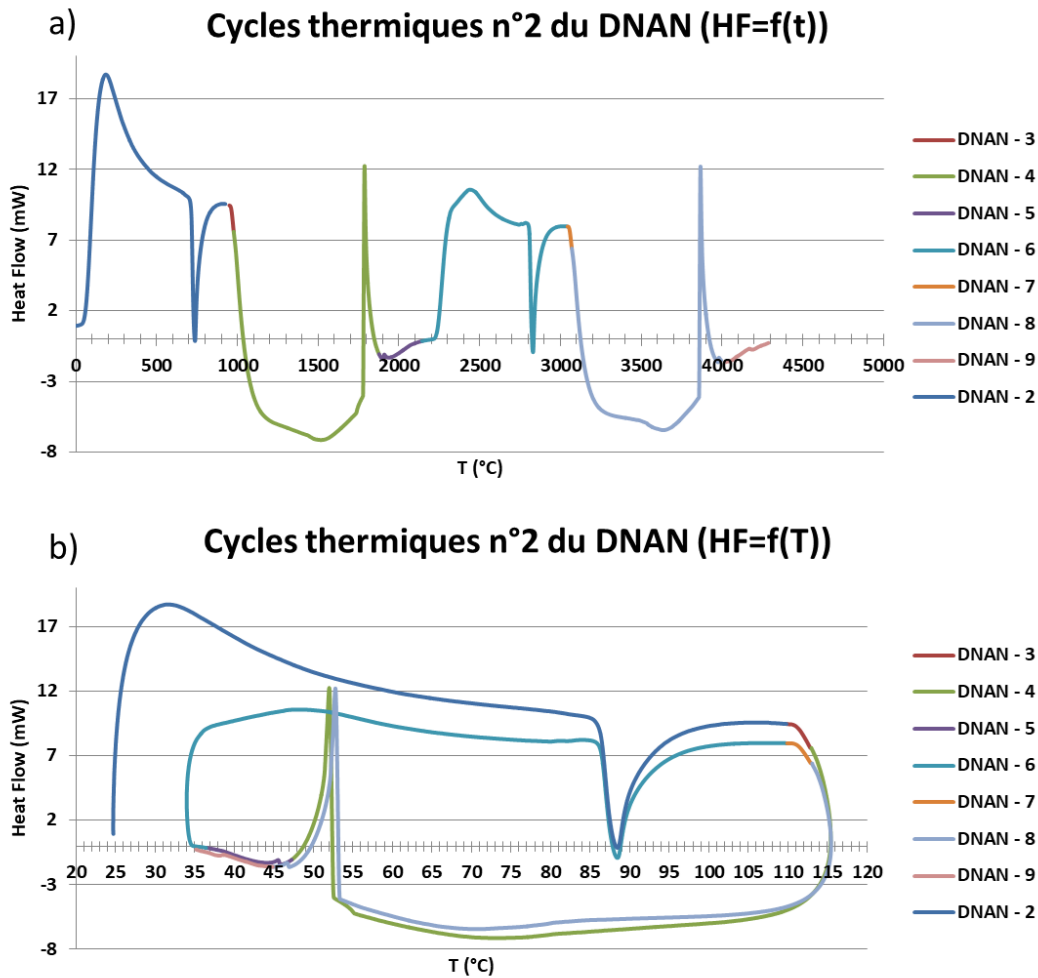 a)
Cycles thermiques n°2 du DNAN (HF=f(t))
Heat Flow (mW)
17
12
7
2
-3
-8
0 500 1000 1500 2000 2500 3000 3500 4000 4500 5000
T (°C)
DNAN - 3
DNAN - 4
DNAN - 5
DNAN - 6
DNAN - 7
DNAN - 8
DNAN - 9
DNAN - 2
b)
Cycles thermiques n°2 du DNAN (HF=f(T))
Heat Flow (mW)
17
12
7
2
-3
-8
20 25 30 35 40 45 50 55 60 65 70 75 80 85 90 95 100 105 110 115 120
T (°C)
DNAN - 3
DNAN - 4
DNAN - 5
DNAN - 6
DNAN - 7
DNAN - 8
DNAN - 9
DNAN - 2